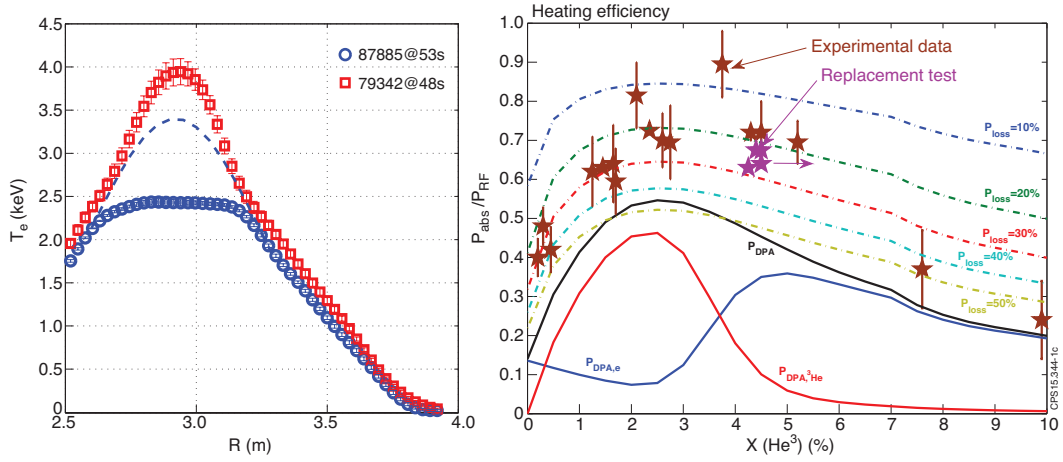 4.5
4.0
3.5
3.0
2.5
2.0
1.5
1.0
0.5
0
2.5
3.0
3.5
4.0
T_e (keV)
R (m)
87885@53s
79342@48s
Heating efficiency
1.0
0.9
0.8
0.7
0.6
0.5
0.4
0.3
0.2
0.1
0
0
1
2
3
4
5
6
7
8
9
10
P_abs/P_RF
X (He³) (%)
Experimental data
Replacement test
P_loss=10%
P_loss=20%
P_loss=30%
P_loss=40%
P_loss=50%
P_DPA
P_DPA,e
P_DPA,³He
CPS15.344-1c